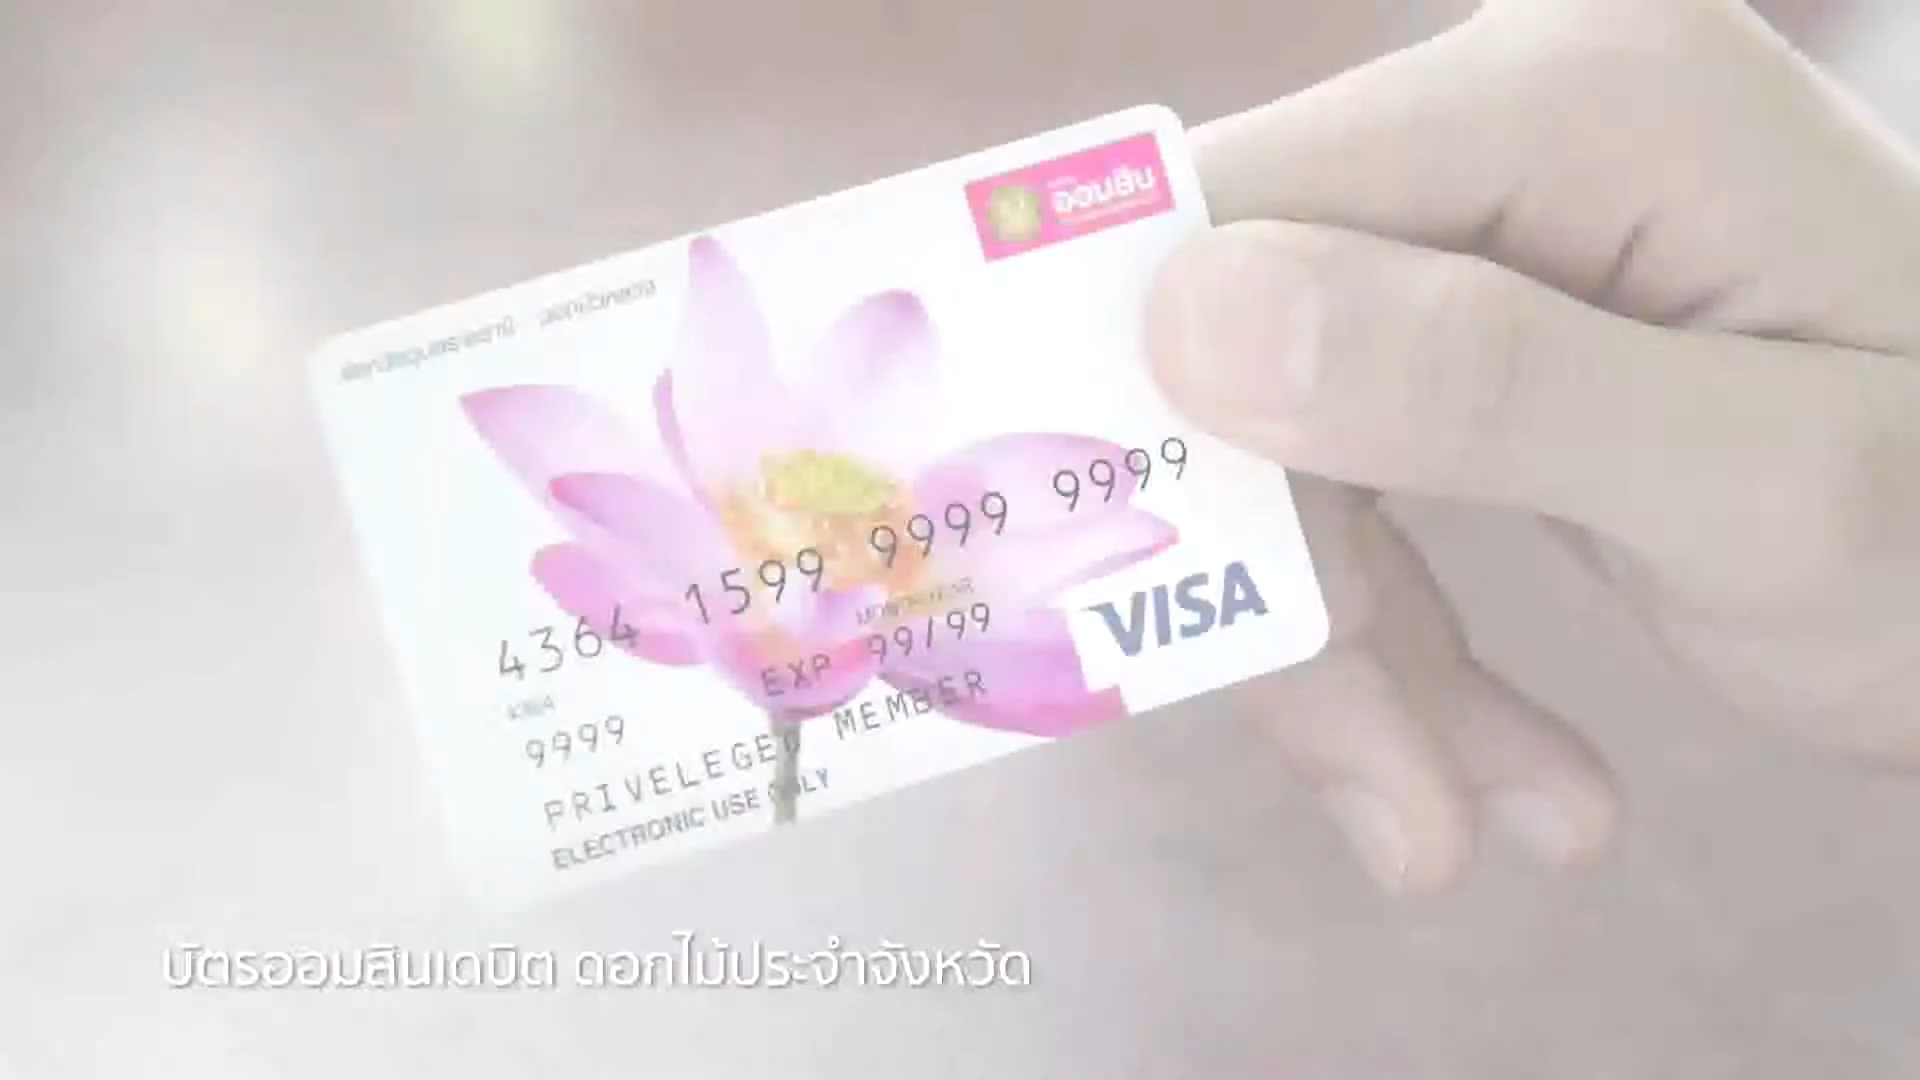 ออมสิน
4364 1599 9999 9999
VISA
9999
EXP 99/99
PRIVELEGED MEMBER
ELECTRONIC USE ONLY
บัตรออมสินเดบิต ดอกไม้ประจำจังหวัด